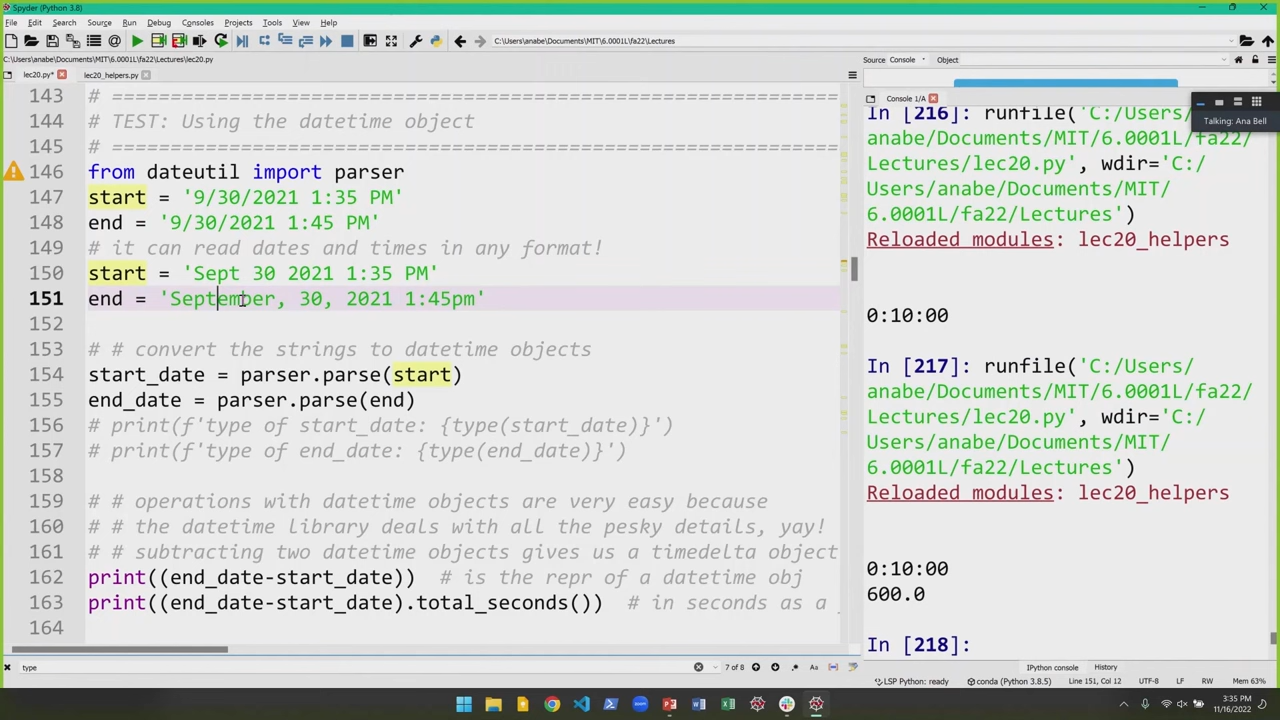 Spyder (Python 3.8)
File Edit Search Source Run Debug Consoles Projects Tools View Help
C:\Users\anabe\Documents\MIT\6.0001L\fa22\Lectures
C:\Users\anabe\Documents\MIT\6.0001L\fa22\Lectures\lec20.py
Source Console Object
lec20.py* lec20_helpers.py
143 # ==============================================================
144 # TEST: Using the datetime object
145 # ==============================================================
146 from dateutil import parser
147 start = '9/30/2021 1:35 PM'
148 end = '9/30/2021 1:45 PM'
149 # it can read dates and times in any format!
150 start = 'Sept 30 2021 1:35 PM'
151 end = 'September, 30, 2021 1:45pm'
152
153 # # convert the strings to datetime objects
154 start_date = parser.parse(start)
155 end_date = parser.parse(end)
156 # print(f'type of start_date: {type(start_date)}')
157 # print(f'type of end_date: {type(end_date)}')
158
159 # # operations with datetime objects are very easy because
160 # # the datetime library deals with all the pesky details, yay!
161 # # subtracting two datetime objects gives us a timedelta object
162 print((end_date-start_date)) # is the repr of a datetime obj
163 print((end_date-start_date).total_seconds()) # in seconds as a
164
type
7 of 8
Aa
Console 1/A
Talking: Ana Bell
In [216]: runfile('C:/Users/
anabe/Documents/MIT/6.0001L/fa22/
Lectures/lec20.py', wdir='C:/
Users/anabe/Documents/MIT/
6.0001L/fa22/Lectures')
Reloaded modules: lec20_helpers
0:10:00
In [217]: runfile('C:/Users/
anabe/Documents/MIT/6.0001L/fa22/
Lectures/lec20.py', wdir='C:/
Users/anabe/Documents/MIT/
6.0001L/fa22/Lectures')
Reloaded modules: lec20_helpers
0:10:00
600.0
In [218]:
IPython console History
LSP Python: ready conda (Python 3.8.5) Line 151, Col 12 UTF-8 LF RW Mem 63%
3:35 PM
11/16/2022